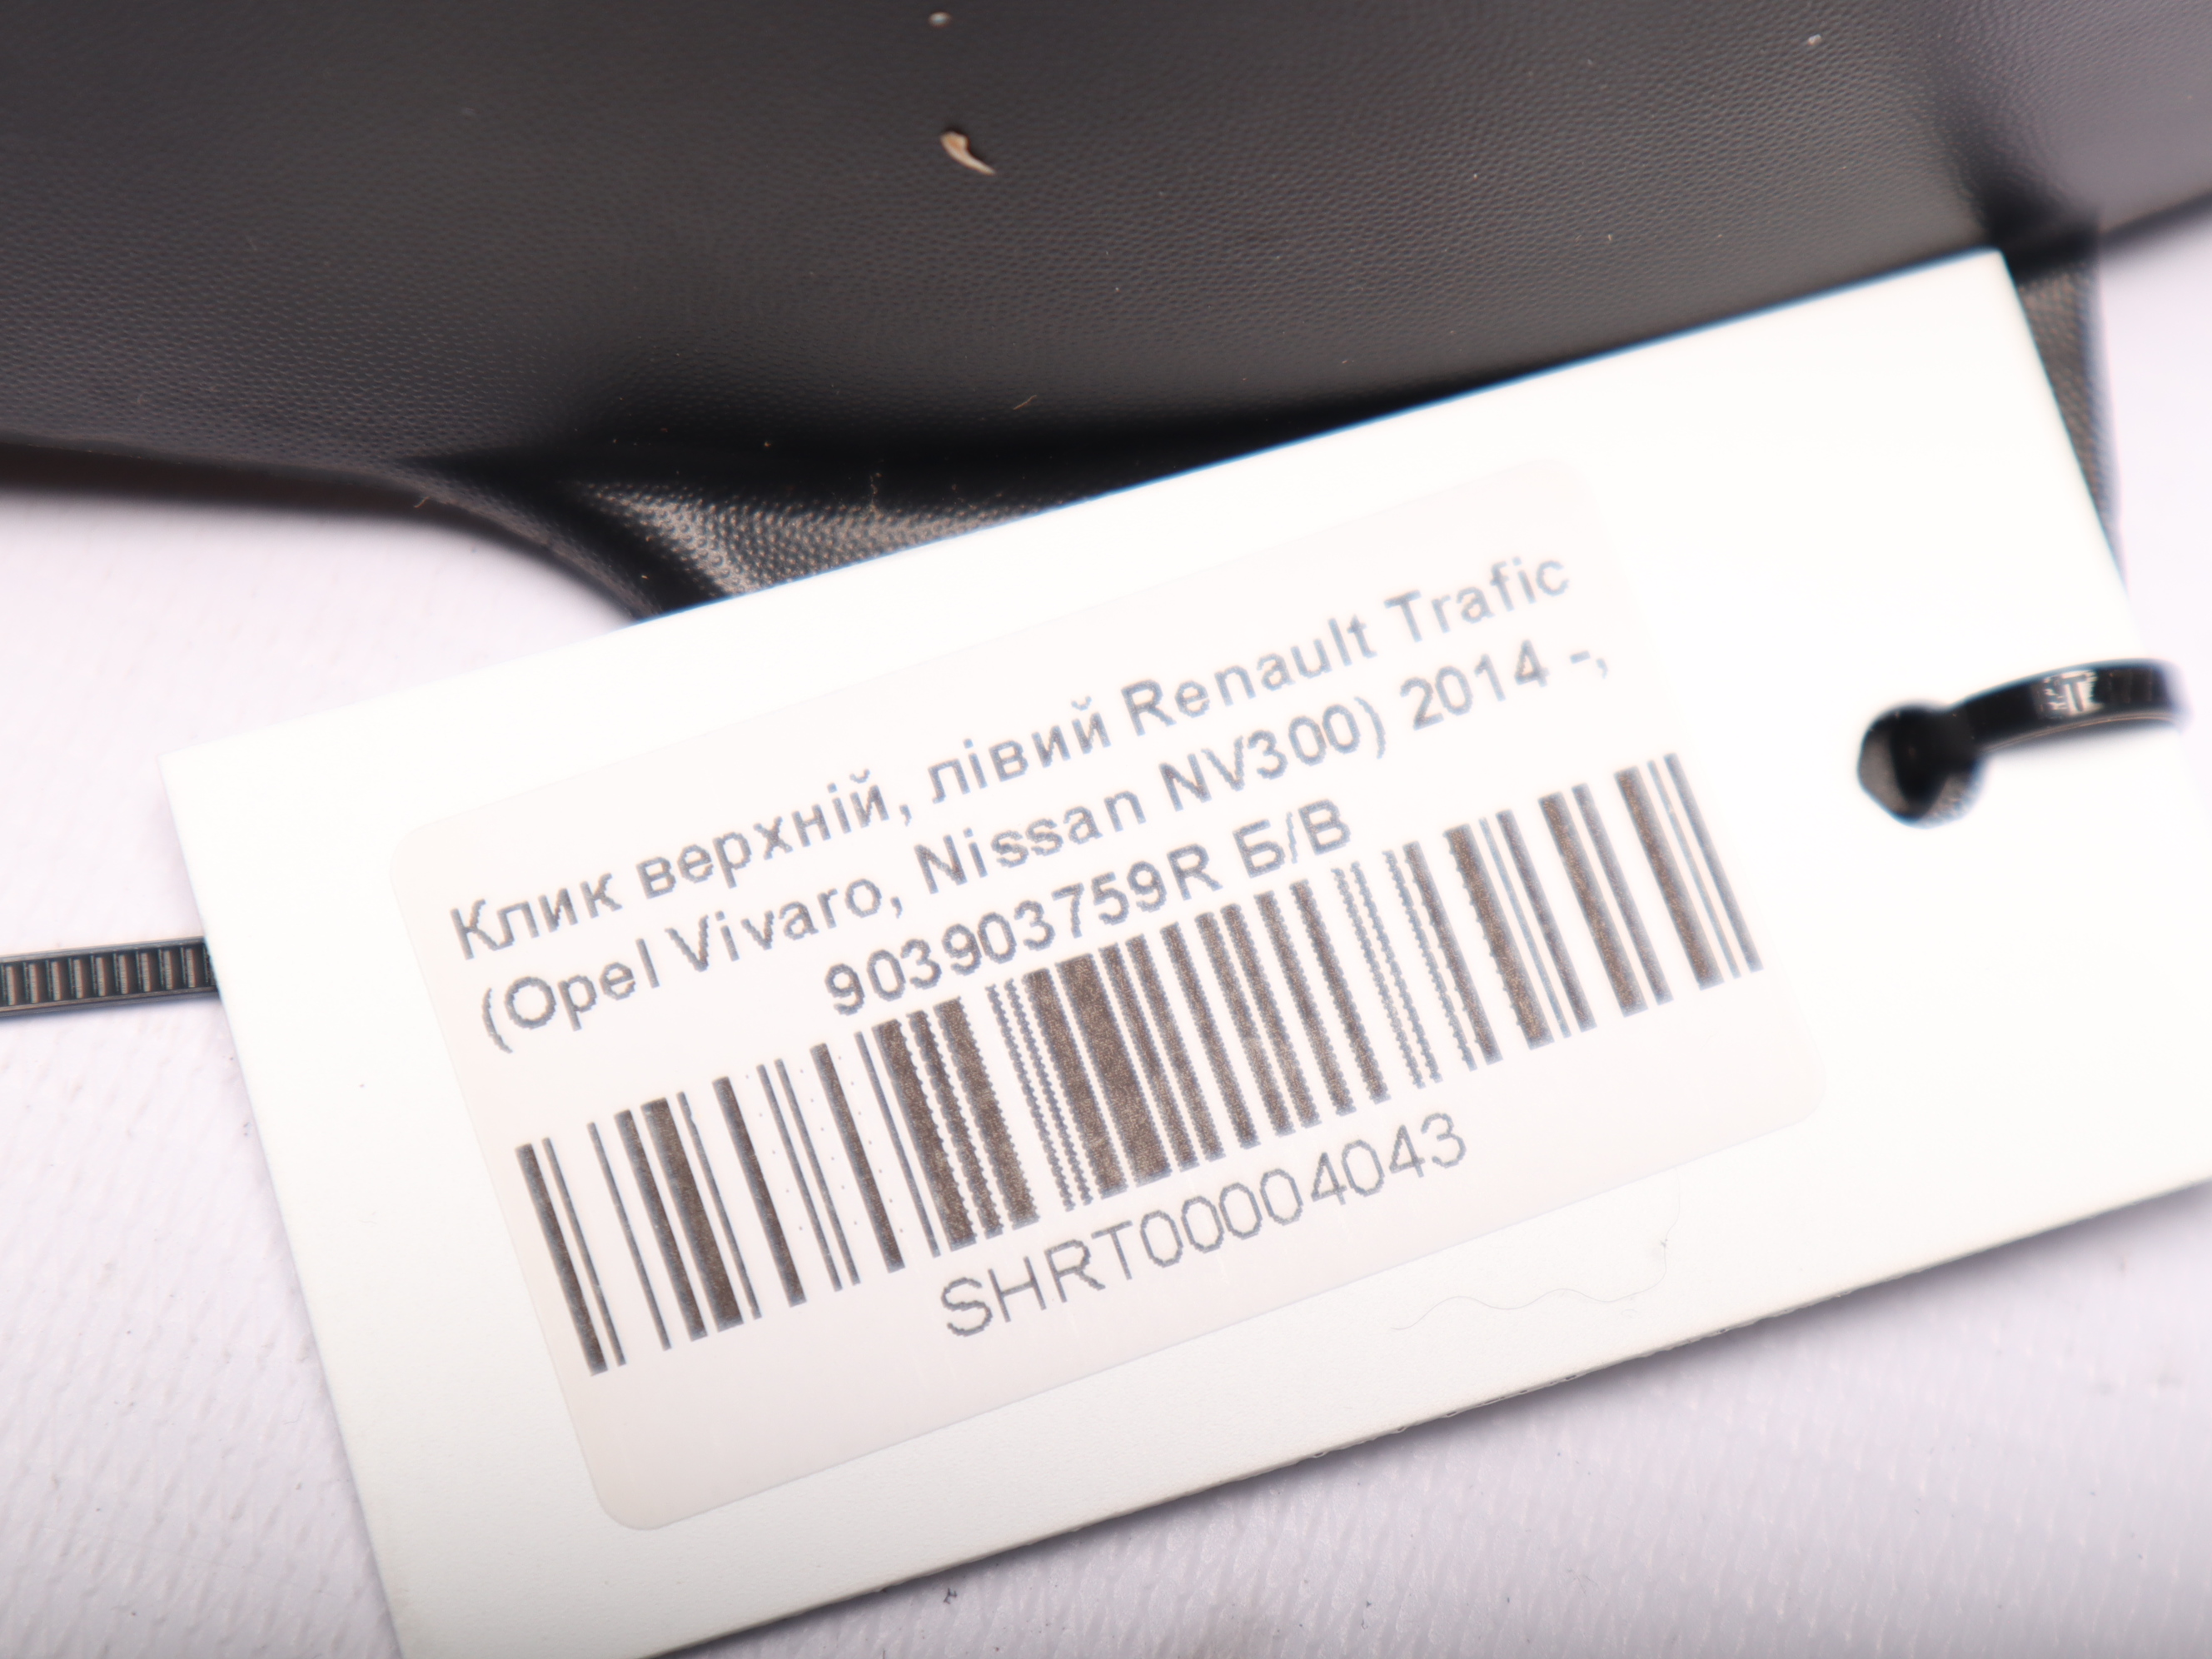 Клик верхній, лівий Renault Trafic
(Opel Vivaro, Nissan NV300) 2014 -,
903903759R Б/В
SHRT00004043